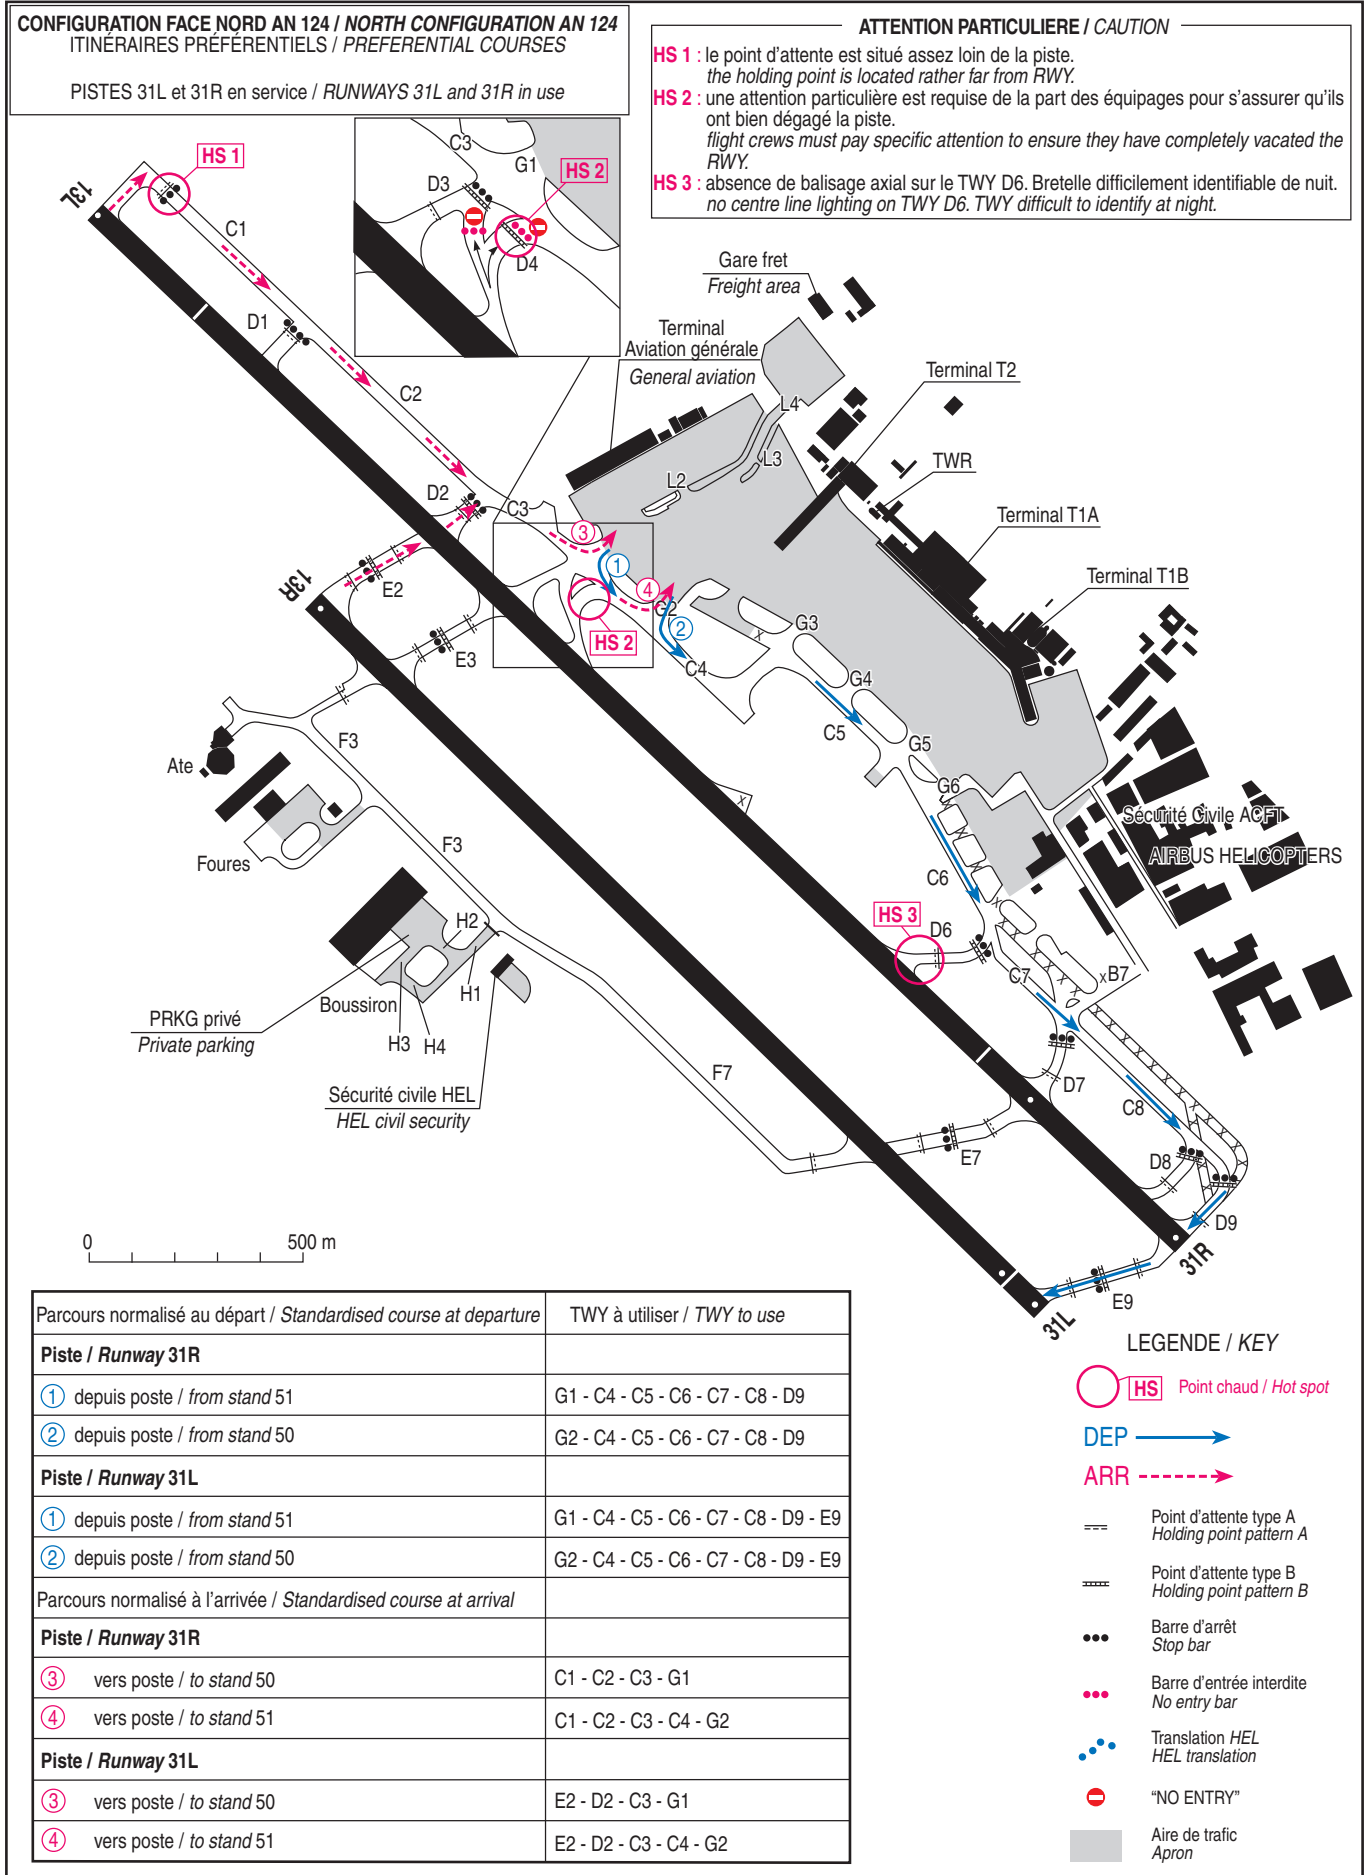 CONFIGURATION FACE NORD AN 124 / NORTH CONFIGURATION AN 124
ITINÉRAIRES PRÉFÉRENTIELS / PREFERENTIAL COURSES
PISTES 31L et 31R en service / RUNWAYS 31L and 31R in use
ATTENTION PARTICULIERE / CAUTION
HS 1 : le point d'attente est situé assez loin de la piste.
the holding point is located rather far from RWY.
HS 2 : une attention particulière est requise de la part des équipages pour s'assurer qu'ils
ont bien dégagé la piste.
flight crews must pay specific attention to ensure they have completely vacated the
RWY.
HS 3 : absence de balisage axial sur le TWY D6. Bretelle difficilement identifiable de nuit.
no centre line lighting on TWY D6. TWY difficult to identify at night.
C3
G1
HS 2
D3
D4
HS 1
13L
C1
D1
C2
D2
C3
Gare fret
Freight area
Terminal
Aviation générale
General aviation
L4
L3
L2
Terminal T2
TWR
Terminal T1A
Terminal T1B
3
1
4
G2
2
HS 2
C4
13R
E2
E3
G3
G4
C5
G5
G6
F3
Ate
Foures
F3
Sécurité Civile ACFT
AIRBUS HELICOPTERS
C6
HS 3
D6
C7
B7
H2
H1
Boussiron
H3
H4
PRKG privé
Private parking
Sécurité civile HEL
HEL civil security
F7
D7
C8
E7
D8
D9
31R
E9
31L
0
500 m
Parcours normalisé au départ / Standardised course at departure TWY à utiliser / TWY to use
Piste / Runway 31R
1 depuis poste / from stand 51 G1 - C4 - C5 - C6 - C7 - C8 - D9
2 depuis poste / from stand 50 G2 - C4 - C5 - C6 - C7 - C8 - D9
Piste / Runway 31L
1 depuis poste / from stand 51 G1 - C4 - C5 - C6 - C7 - C8 - D9 - E9
2 depuis poste / from stand 50 G2 - C4 - C5 - C6 - C7 - C8 - D9 - E9
Parcours normalisé à l'arrivée / Standardised course at arrival
Piste / Runway 31R
3 vers poste / to stand 50 C1 - C2 - C3 - G1
4 vers poste / to stand 51 C1 - C2 - C3 - C4 - G2
Piste / Runway 31L
3 vers poste / to stand 50 E2 - D2 - C3 - G1
4 vers poste / to stand 51 E2 - D2 - C3 - C4 - G2
LEGENDE / KEY
HS Point chaud / Hot spot
DEP
ARR
Point d'attente type A
Holding point pattern A
Point d'attente type B
Holding point pattern B
Barre d'arrêt
Stop bar
Barre d'entrée interdite
No entry bar
Translation HEL
HEL translation
“NO ENTRY”
Aire de trafic
Apron